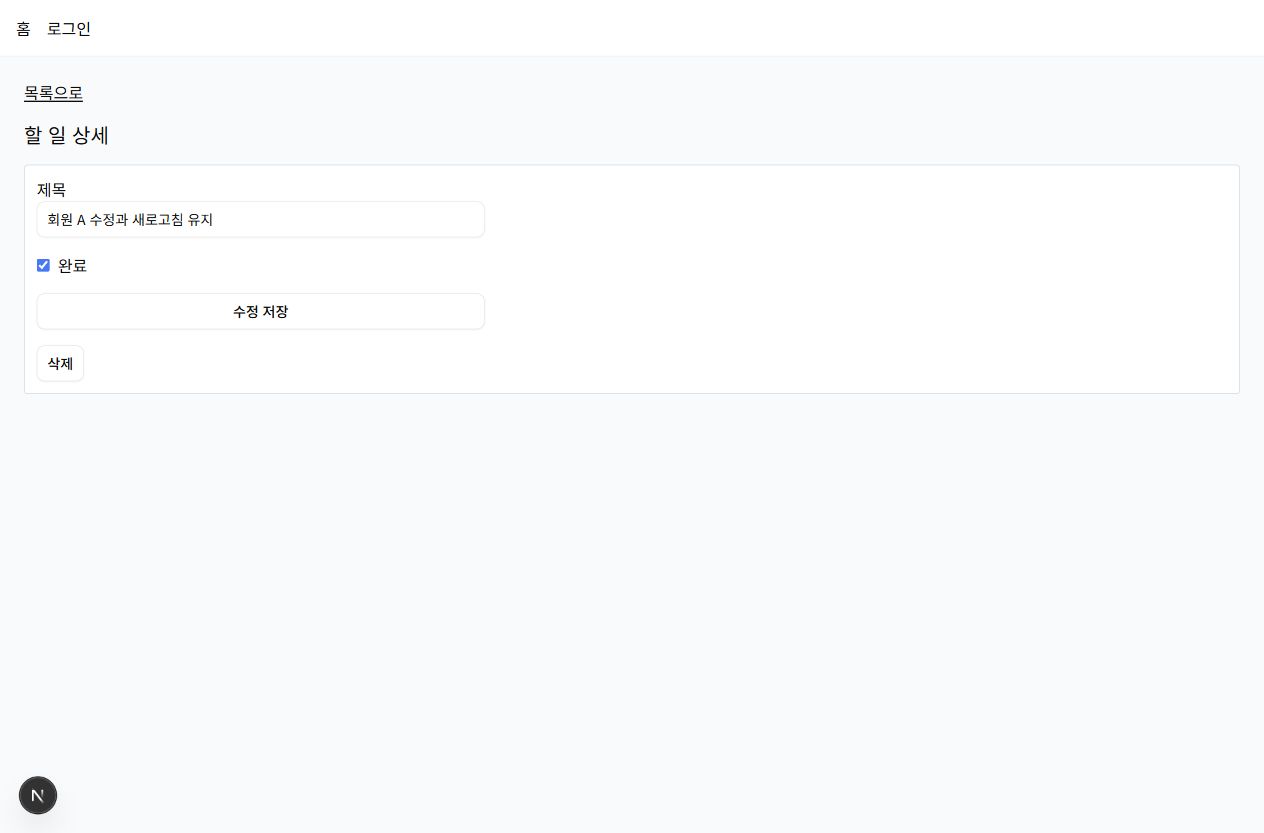 홈 로그인
목록으로
할 일 상세
제목
회원 A 수정과 새로고침 유지
완료
수정 저장
삭제
N